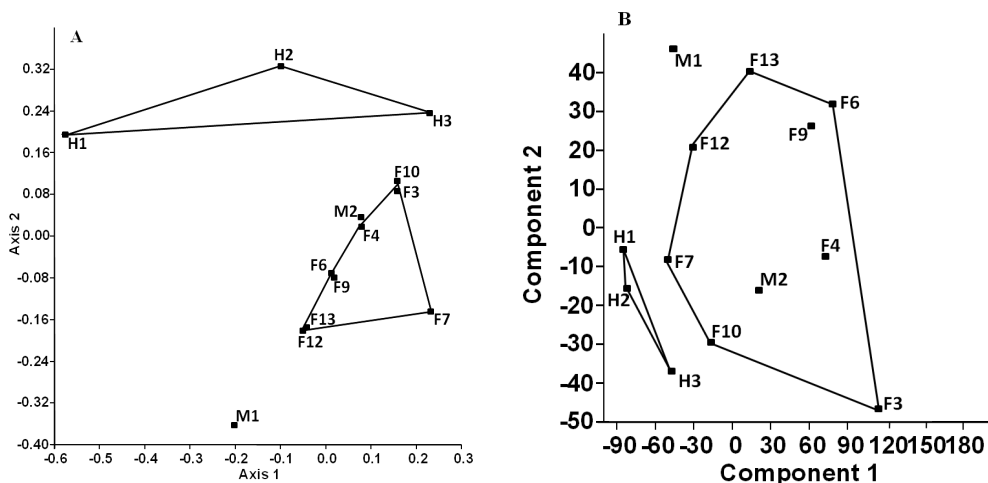 A
0.32
0.24
0.16
0.08
0.00
-0.08
-0.16
-0.24
-0.32
-0.40
Axis 2
H2
H1
H3
F10
F3
M2
F4
F6
F9
F13
F12
F7
M1
-0.6 -0.5 -0.4 -0.3 -0.2 -0.1 0.0 0.1 0.2 0.3
Axis 1
B
40
30
20
10
0
-10
-20
-30
-40
-50
Component 2
M1
F13
F6
F9
F12
H1
F7
F4
H2
M2
F10
H3
F3
-90 -60 -30 0 30 60 90 120 150 180
Component 1